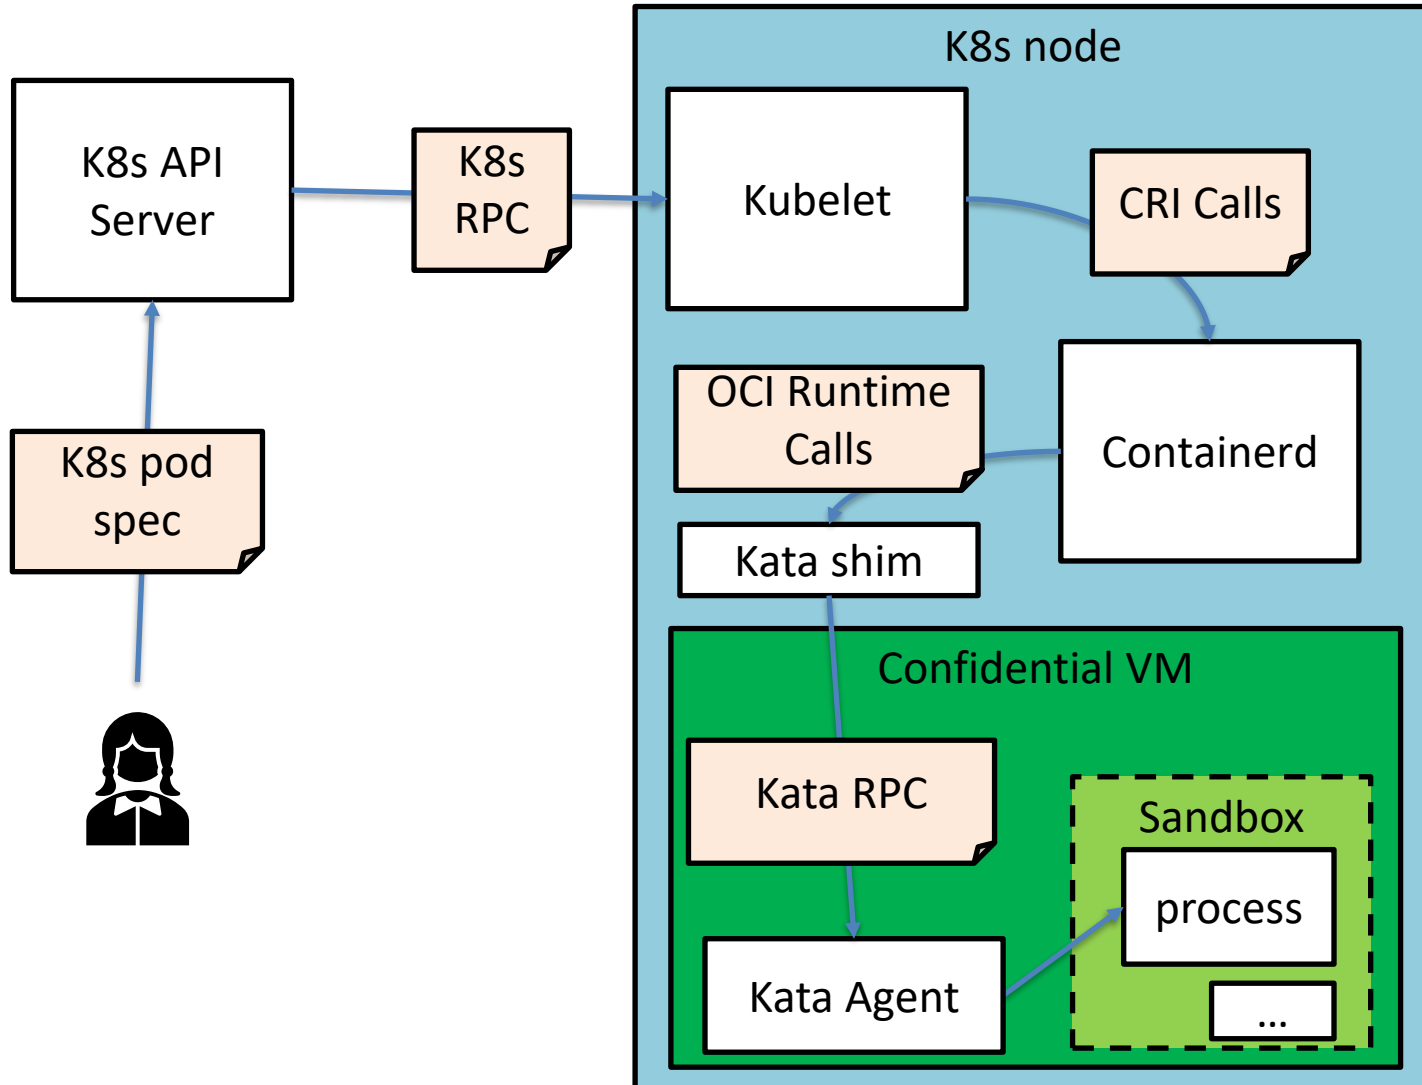 K8s node
K8s API
Server
K8s
RPC
Kubelet
CRI Calls
OCI Runtime
Calls
Containerd
K8s pod
spec
Kata shim
Confidential VM
Kata RPC
Sandbox
process
Kata Agent
...